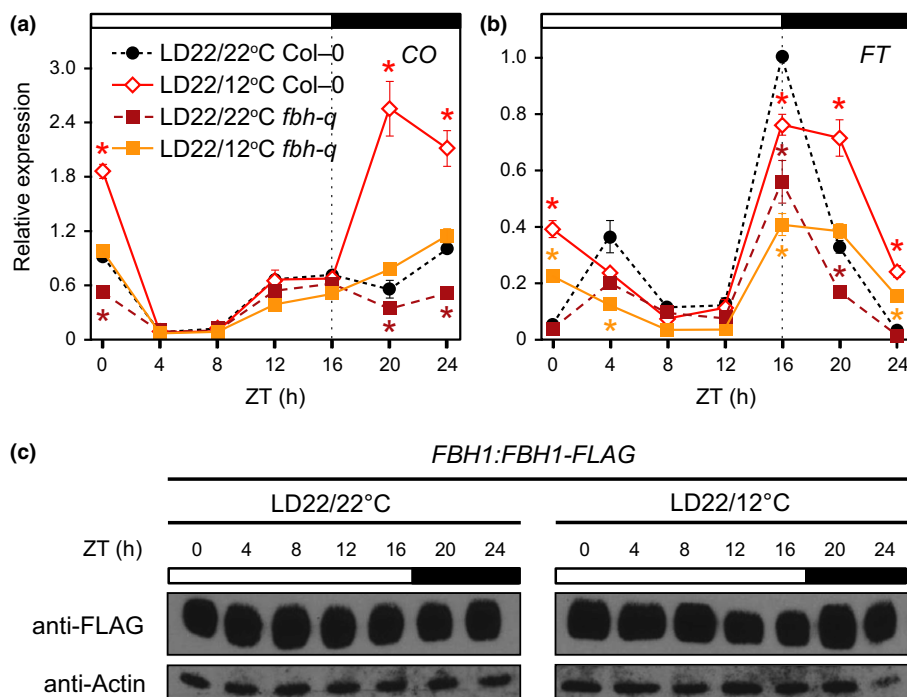 (a)
LD22/22°C Col–0
LD22/12°C Col–0
LD22/22°C fbh-q
LD22/12°C fbh-q
CO
* * *
* * *
Relative expression
3.0
2.4
1.8
1.2
0.6
0
0 4 8 12 16 20 24
ZT (h)
(b)
FT
* * * *
* *
* * *
1.0
0.8
0.6
0.4
0.2
0
0 4 8 12 16 20 24
ZT (h)
(c)
FBH1:FBH1-FLAG
LD22/22°C LD22/12°C
ZT (h) 0 4 8 12 16 20 24 0 4 8 12 16 20 24
anti-FLAG
anti-Actin